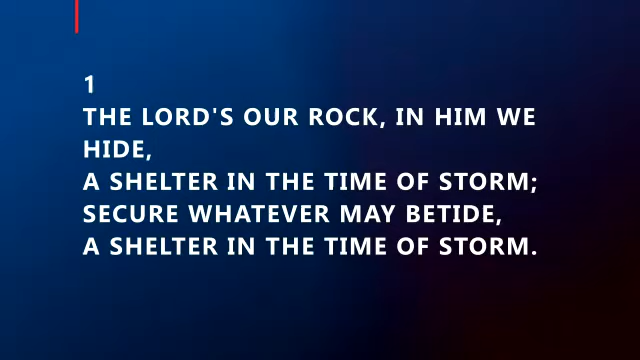 1
THE LORD'S OUR ROCK, IN HIM WE
HIDE,
A SHELTER IN THE TIME OF STORM;
SECURE WHATEVER MAY BETIDE,
A SHELTER IN THE TIME OF STORM.